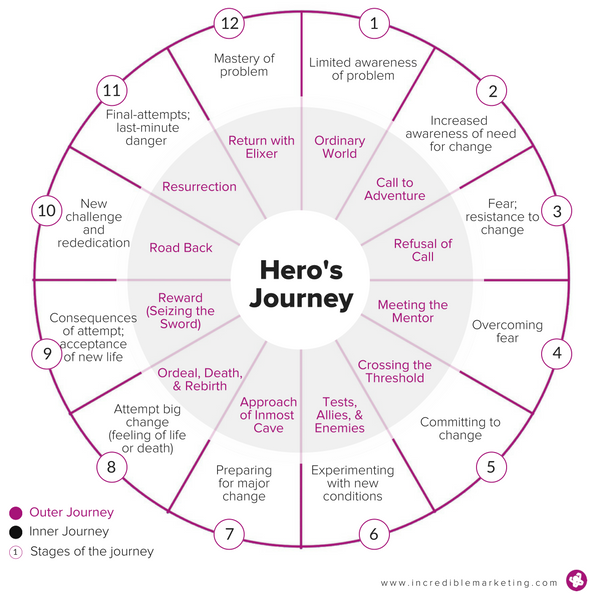 12
1
Mastery of
problem
Limited awareness
of problem
11
2
Final-attempts;
last-minute
danger
Increased
awareness of need
for change
Return with
Elixer
Ordinary
World
Resurrection
Call to
Adventure
10
3
New
challenge
and
rededication
Fear;
resistance to
change
Road Back
Refusal of
Call
Hero's
Journey
Reward
(Seizing the
Sword)
Meeting the
Mentor
9
4
Consequences
of attempt;
acceptance
of new life
Overcoming
fear
Ordeal, Death,
& Rebirth
Crossing the
Threshold
Approach
of Inmost
Cave
Tests,
Allies, &
Enemies
8
5
Attempt big
change
(feeling of life
or death)
Committing to
change
Preparing
for major
change
Experimenting
with new
conditions
7
6
Outer Journey
Inner Journey
1 Stages of the journey
www.incrediblemarketing.com